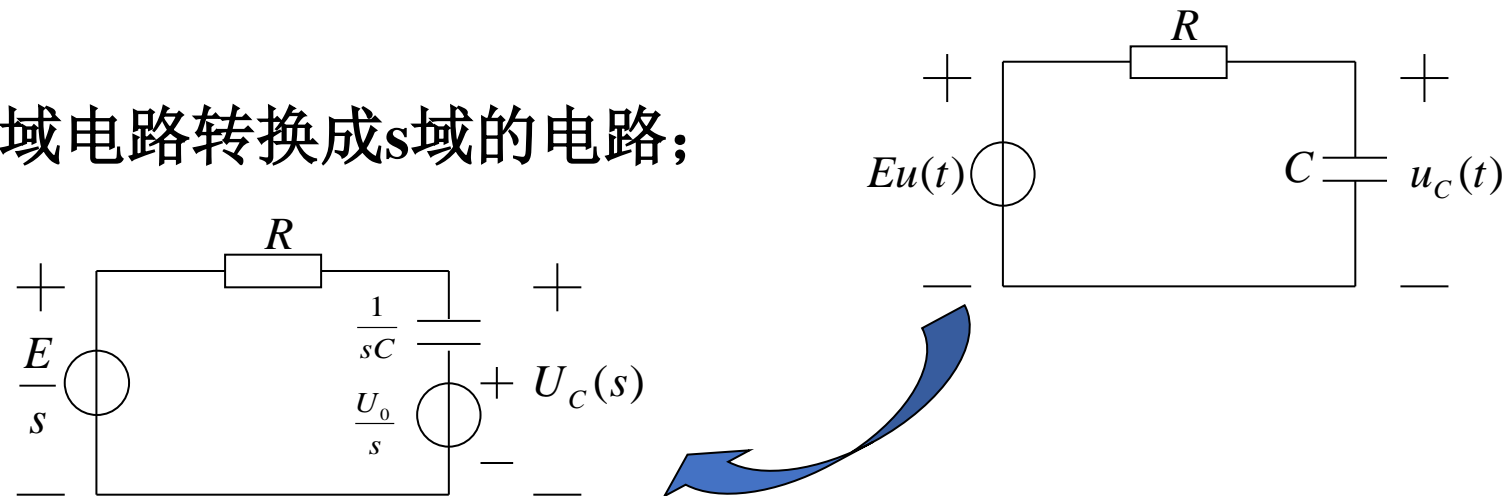 R
+ +
域电路转换成s域的电路；
Eu(t) C u_C(t)
R
− −
+ +
1/sC
E/s + U_C(s)
U_0/s
−
− −